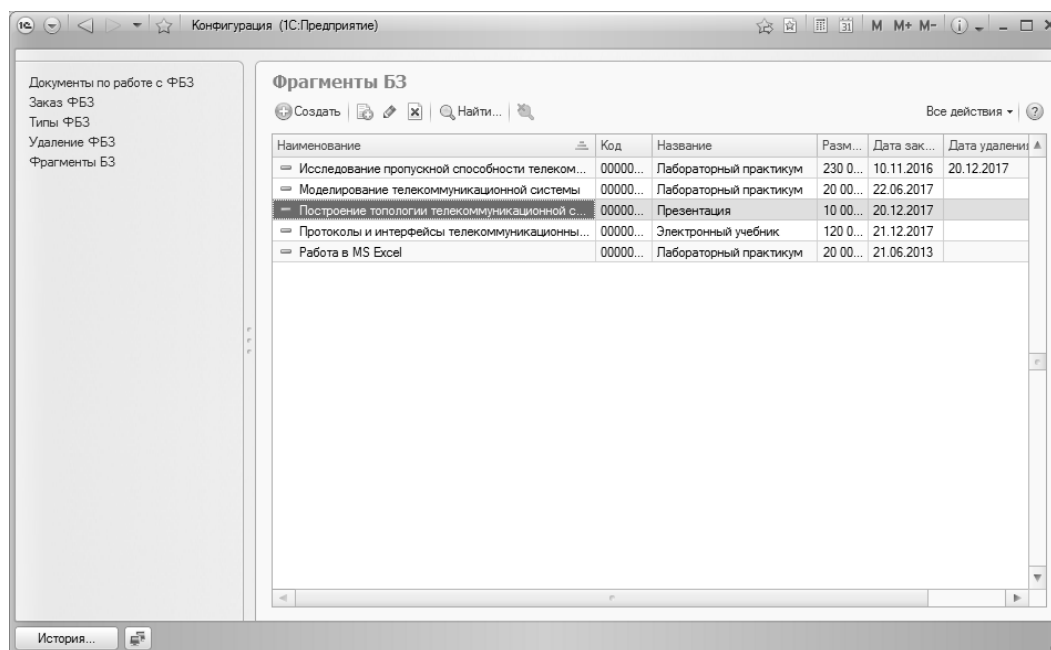 1С Конфигурация (1С:Предприятие) 31 M M+ M-
Документы по работе с ФБЗ
Заказ ФБЗ
Типы ФБЗ
Удаление ФБЗ
Фрагменты БЗ
Фрагменты БЗ
Создать Найти... Все действия ?
Наименование Код Название Разм... Дата зак... Дата удалени
Исследование пропускной способности телеком... 00000... Лабораторный практикум 230 0... 10.11.2016 20.12.2017
Моделирование телекоммуникационной системы 00000... Лабораторный практикум 20 00... 22.06.2017
Построение топологии телекоммуникационной с... 00000... Презентация 10 00... 20.12.2017
Протоколы и интерфейсы телекоммуникационны... 00000... Электронный учебник 120 0... 21.12.2017
Работа в MS Excel 00000... Лабораторный практикум 20 00... 21.06.2013
История...